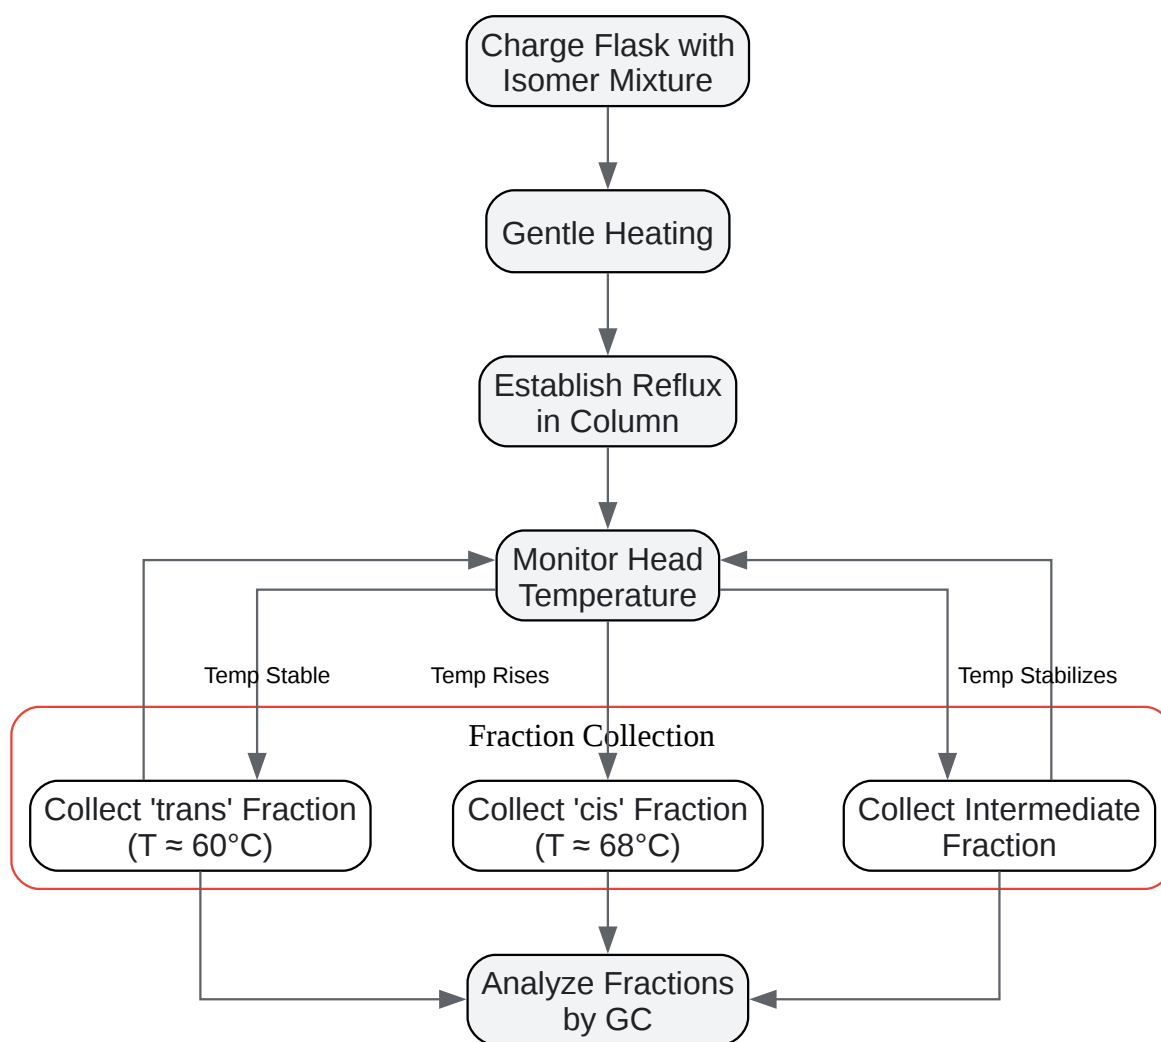 Charge Flask with
Isomer Mixture
Gentle Heating
Establish Reflux
in Column
Monitor Head
Temperature
Temp Stable
Temp Rises
Temp Stabilizes
Fraction Collection
Collect 'trans' Fraction
(T ≈ 60°C)
Collect 'cis' Fraction
(T ≈ 68°C)
Collect Intermediate
Fraction
Analyze Fractions
by GC